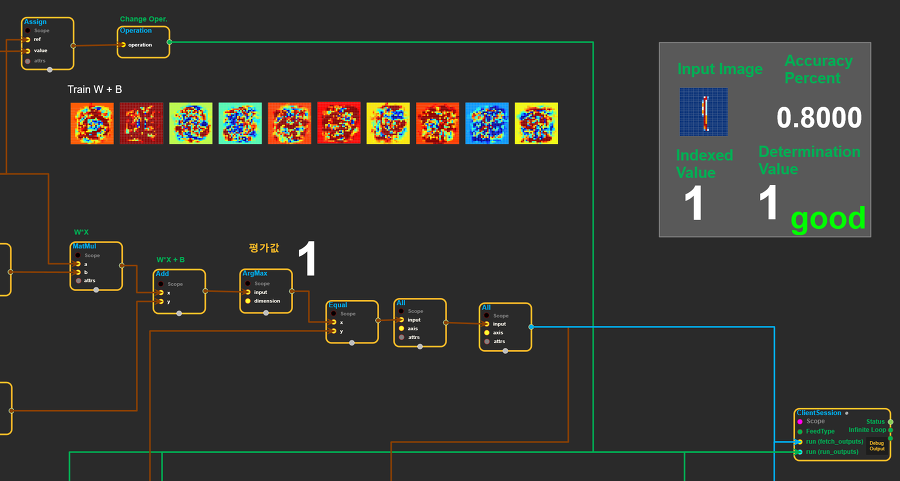 Assign
Scope
ref
value
attrs
Change Oper.
Operation
operation
Train W + B
Input Image
Accuracy
Percent
0.8000
Indexed
Value
Determination
Value
1
1
good
W*X
MatMul
Scope
a
b
attrs
W*X + B
Add
Scope
x
y
평가값
1
ArgMax
Scope
input
dimension
Equal
Scope
x
y
All
Scope
input
axis
attrs
All
Scope
input
axis
attrs
ClientSession
Scope
Status
FeedType
Infinite Loop
run (fetch_outputs)
Debug
Output
run (run_outputs)